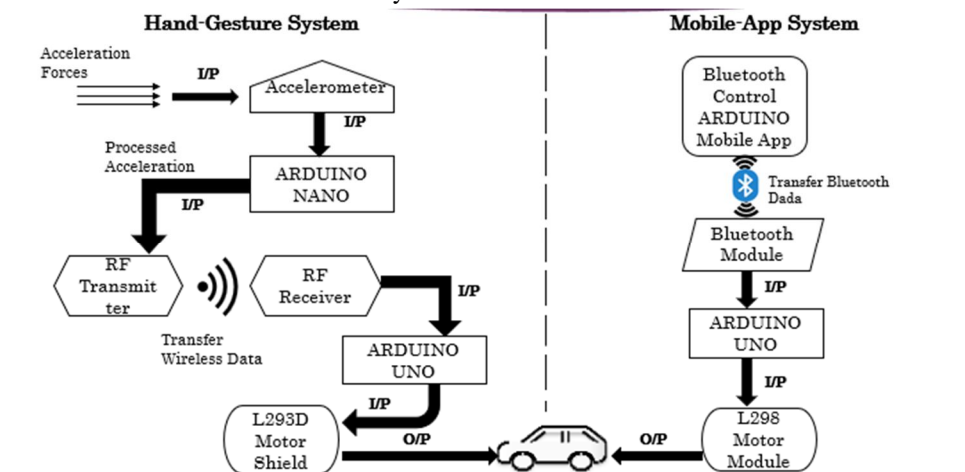 Hand-Gesture System
Acceleration
Forces
I/P
Accelerometer
I/P
Processed
Acceleration
ARDUINO
NANO
I/P
RF
Transmit
ter
RF
Receiver
I/P
Transfer
Wireless Data
ARDUINO
UNO
I/P
L293D
Motor
Shield
O/P
Mobile-App System
Bluetooth
Control
ARDUINO
Mobile App
Transfer Bluetooth
Dada
Bluetooth
Module
I/P
ARDUINO
UNO
I/P
L298
Motor
Module
O/P